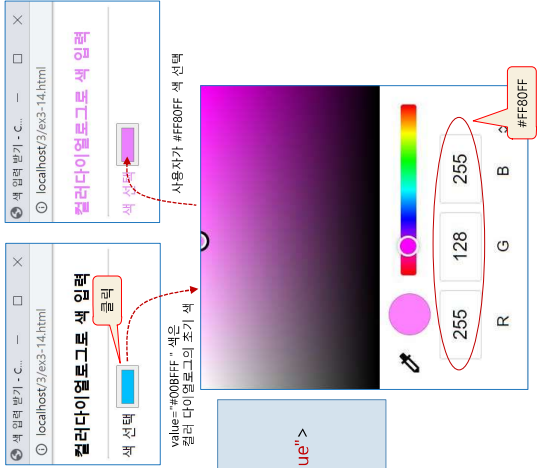 색 입력 받기 - C...
localhost/3/ex3-14.html
컬러다이얼로그로 색 입력
색 선택
클릭
value="#00BFFF" 색은
컬러 다이얼로그의 초기 색
색 입력 받기 - C...
localhost/3/ex3-14.html
컬러다이얼로그로 색 입력
색 선택
사용자가 #FF80FF 색 선택
255 128 255
R G B
#FF80FF
ue">